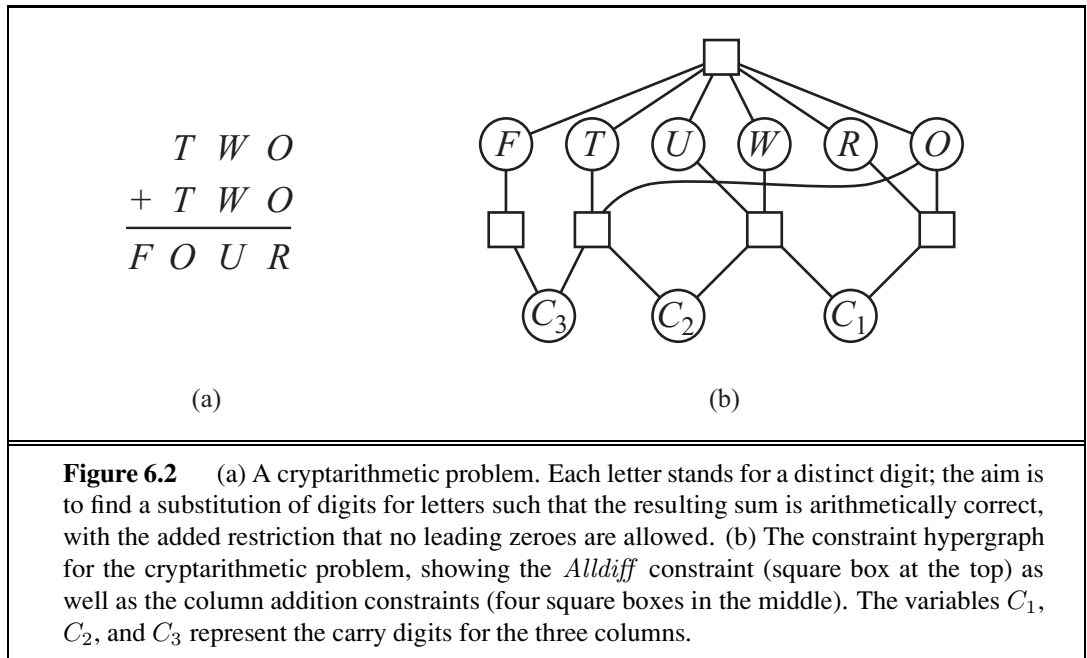 T W O
+ T W O
F O U R
F T U W R O
C3 C2 C1
(a) (b)
Figure 6.2 (a) A cryptarithmetic problem. Each letter stands for a distinct digit; the aim is
to find a substitution of digits for letters such that the resulting sum is arithmetically correct,
with the added restriction that no leading zeroes are allowed. (b) The constraint hypergraph
for the cryptarithmetic problem, showing the Alldiff constraint (square box at the top) as
well as the column addition constraints (four square boxes in the middle). The variables C1,
C2, and C3 represent the carry digits for the three columns.